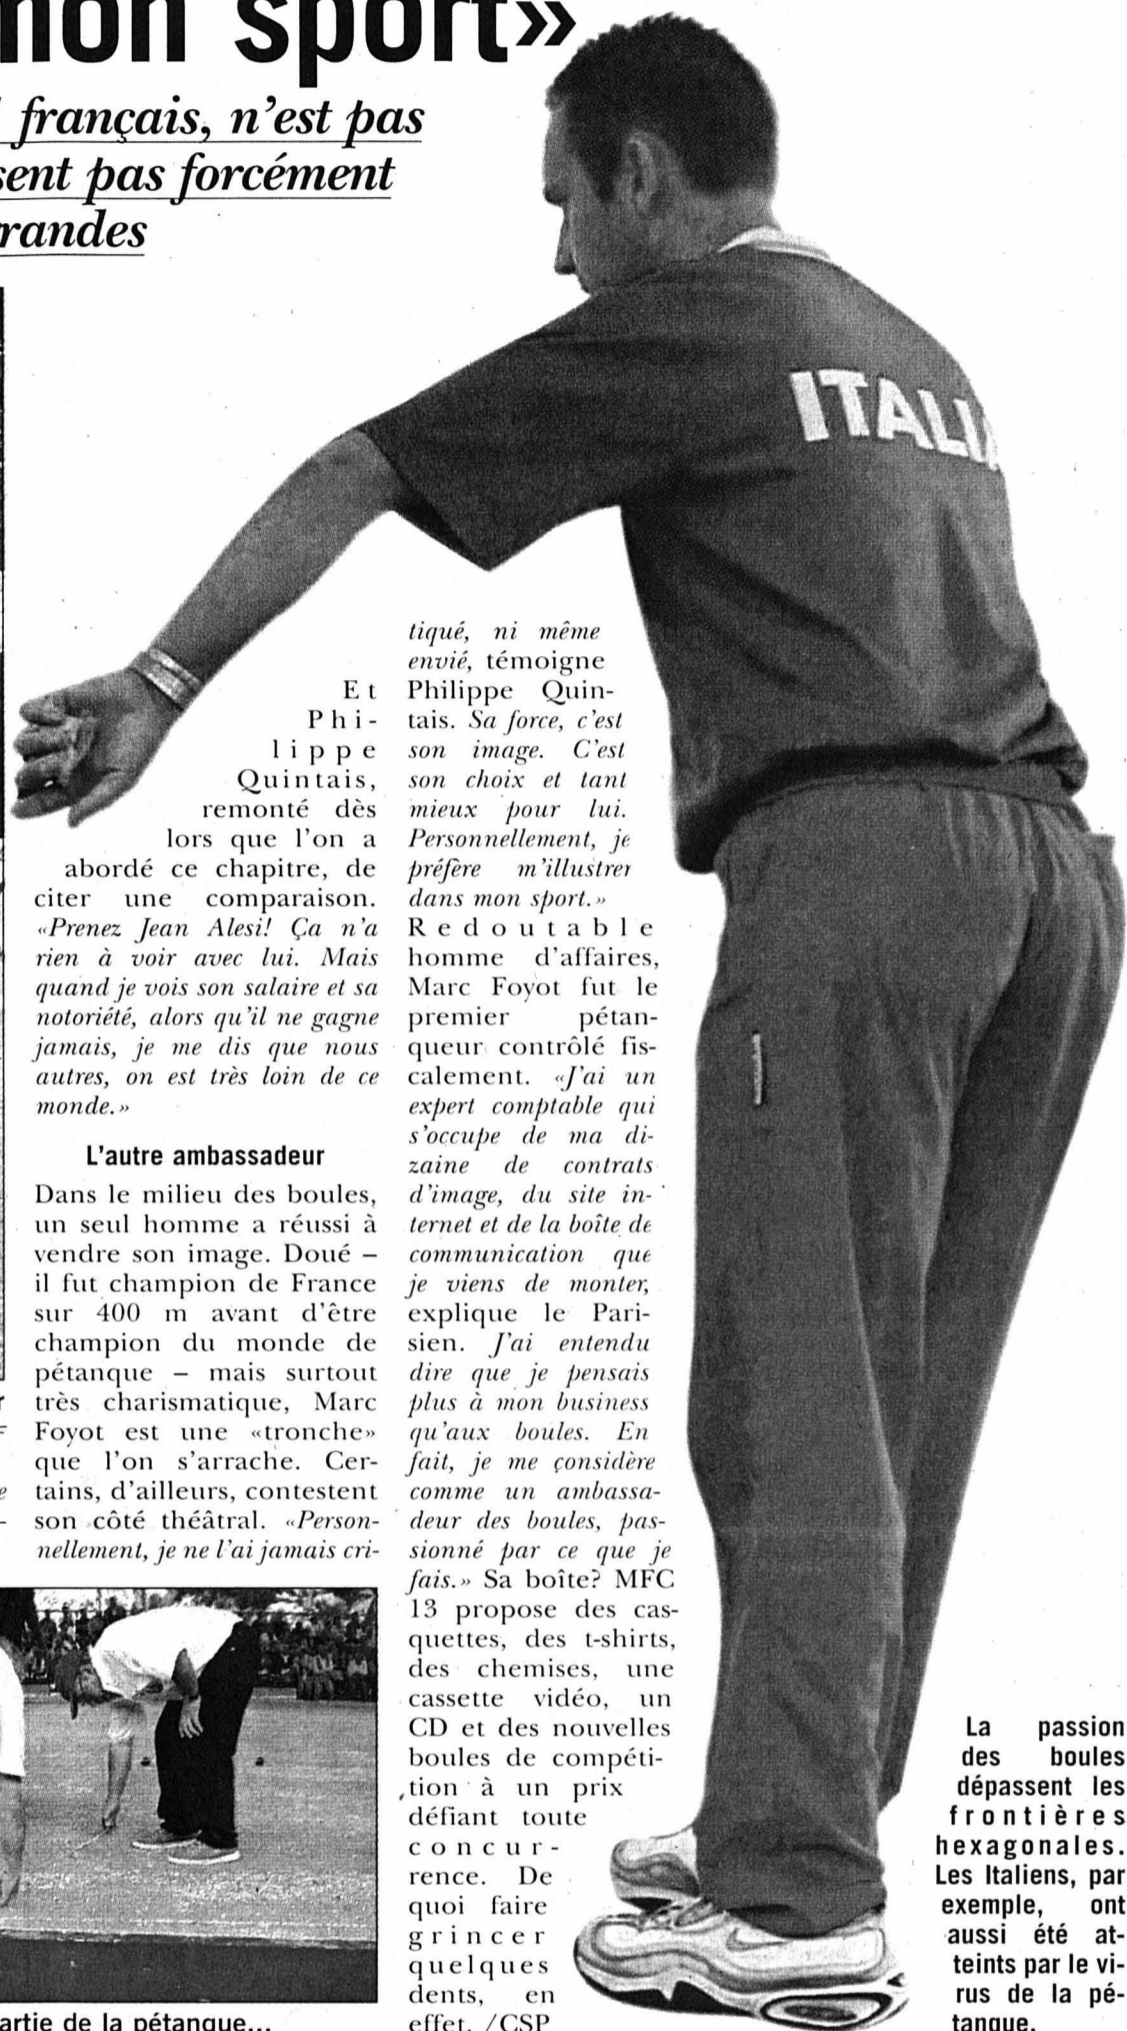 mon sport»
français, n'est pas
sent pas forcément
randes
ITALIA
Et
Phi-
lippe
Quintais,
remonté dès
lors que l'on a
abordé ce chapitre, de
citer une comparaison.
«Prenez Jean Alesi! Ça n'a
rien à voir avec lui. Mais
quand je vois son salaire et sa
notoriété, alors qu'il ne gagne
jamais, je me dis que nous
autres, on est très loin de ce
monde.»
L'autre ambassadeur
Dans le milieu des boules,
un seul homme a réussi à
vendre son image. Doué –
il fut champion de France
sur 400 m avant d'être
champion du monde de
pétanque – mais surtout
très charismatique, Marc
Foyot est une «tronche»
que l'on s'arrache. Cer-
tains, d'ailleurs, contestent
son côté théâtral. «Person-
nellement, je ne l'ai jamais cri-
tiqué, ni même
envié, témoigne
Philippe Quin-
tais. Sa force, c'est
son image. C'est
son choix et tant
mieux pour lui.
Personnellement, je
préfère m'illustrer
dans mon sport.»
Redoutable
homme d'affaires,
Marc Foyot fut le
premier pétan-
queur contrôlé fis-
calement. «J'ai un
expert comptable qui
s'occupe de ma di-
zaine de contrats
d'image, du site in-
ternet et de la boîte de
communication que
je viens de monter,
explique le Pari-
sien. J'ai entendu
dire que je pensais
plus à mon business
qu'aux boules. En
fait, je me considère
comme un ambassa-
deur des boules, pas-
sionné par ce que je
fais.» Sa boîte? MFC
13 propose des cas-
quettes, des t-shirts,
des chemises, une
cassette vidéo, un
CD et des nouvelles
boules de compéti-
tion à un prix
défiant toute
concur-
rence. De
quoi faire
grincer
quelques
dents, en
effet. /CSP
artie de la pétanque...
La passion
des boules
dépassent les
frontières
hexagonales.
Les Italiens, par
exemple, ont
aussi été at-
teints par le vi-
rus de la pé-
tanque.